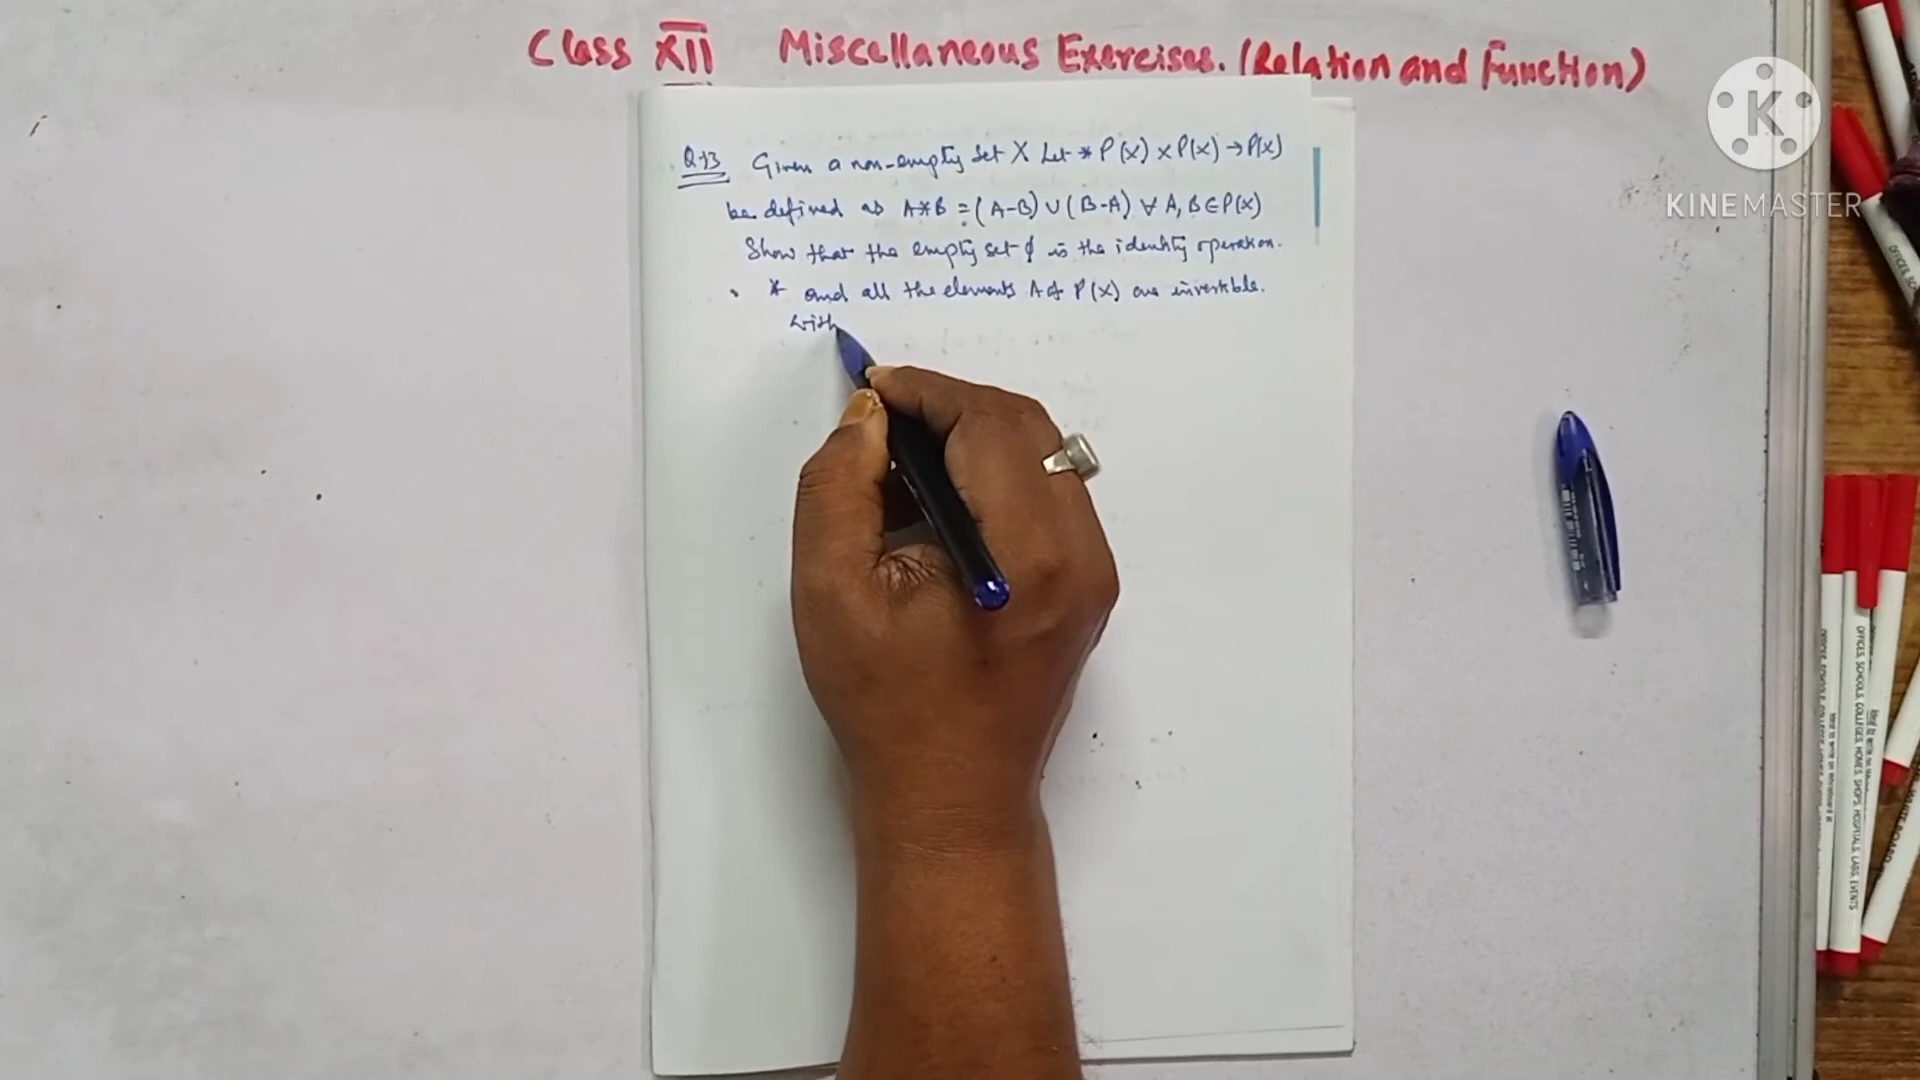 Class XII Miscellaneous Exercises. (Relation and Function)
K
KINEMASTER
Q-13 Given a non-empty set X Let * P(X) × P(X) → P(X)
be defined as A*B = (A-B) ∪ (B-A) ∀ A, B ∈ P(X)
Show that the empty set ϕ is the identity operation.
* and all the elements A of P(X) are invertible.
with